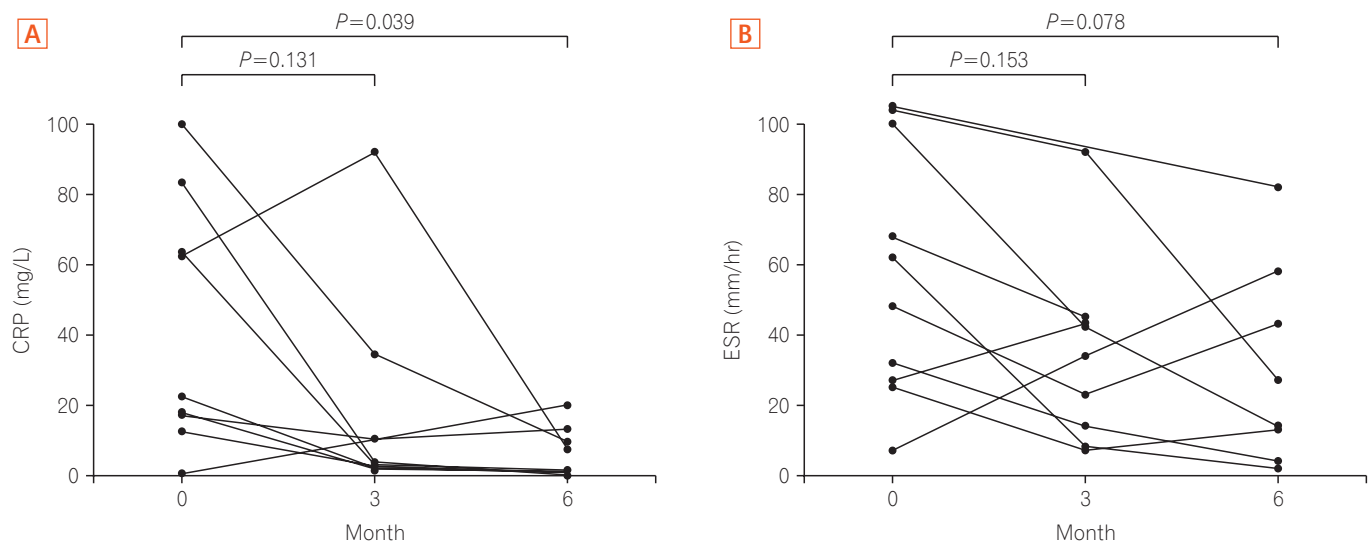 A
P=0.039
P=0.131
100
80
60
40
20
0
CRP (mg/L)
0 3 6
Month
B
P=0.078
P=0.153
100
80
60
40
20
0
ESR (mm/hr)
0 3 6
Month